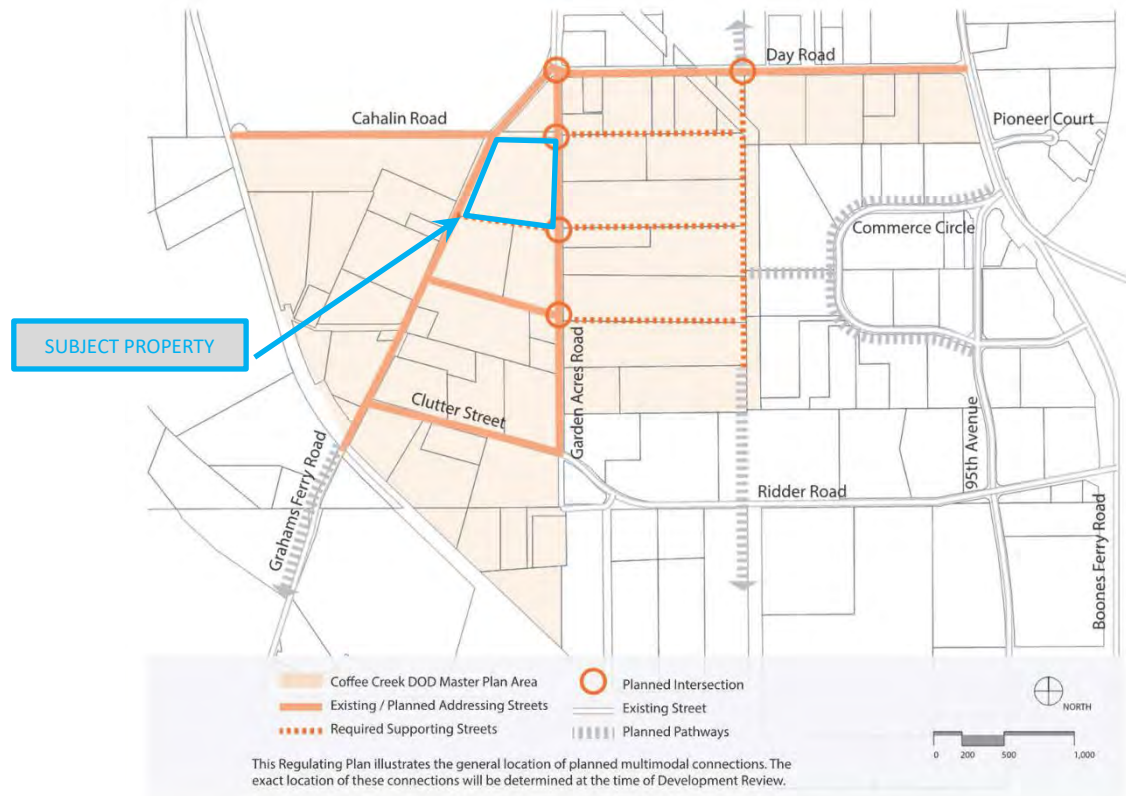 Day Road
Cahalin Road
Pioneer Court
Commerce Circle
SUBJECT PROPERTY
Garden Acres Road
Clutter Street
95th Avenue
Grahams Ferry Road
Ridder Road
Boones Ferry Road
Coffee Creek DOD Master Plan Area
Existing / Planned Addressing Streets
Required Supporting Streets
Planned Intersection
Existing Street
Planned Pathways
NORTH
0 200 500 1,000
This Regulating Plan illustrates the general location of planned multimodal connections. The
exact location of these connections will be determined at the time of Development Review.